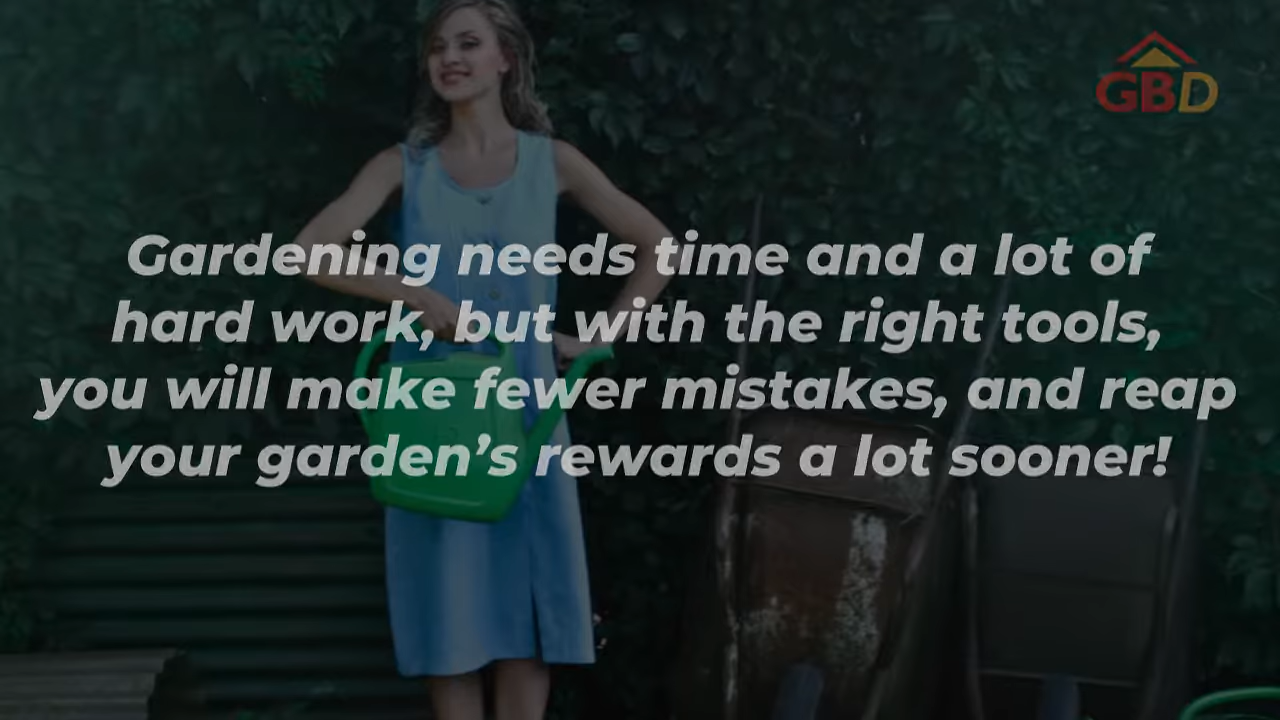 GBD
Gardening needs time and a lot of
hard work, but with the right tools,
you will make fewer mistakes, and reap
your garden’s rewards a lot sooner!